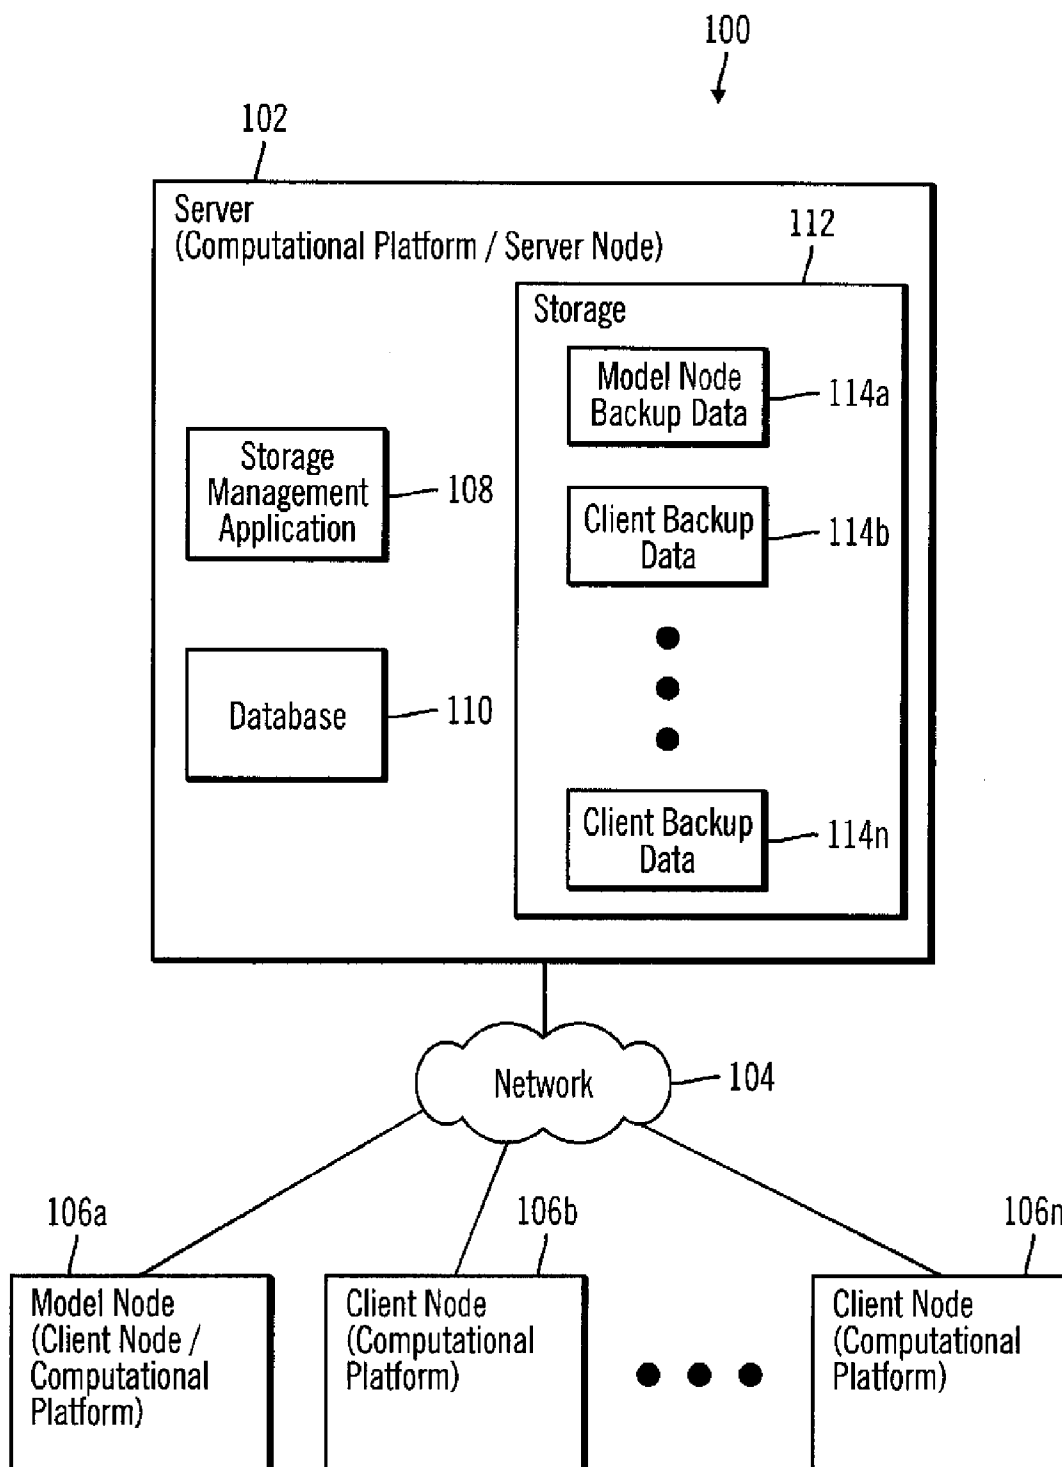 100
102
Server
(Computational Platform / Server Node)
112
Storage
Model Node
Backup Data
114a
Storage
Management
Application
108
Client Backup
Data
114b
Database
110
Client Backup
Data
114n
Network
104
106a
106b
106n
Model Node
(Client Node /
Computational
Platform)
Client Node
(Computational
Platform)
Client Node
(Computational
Platform)